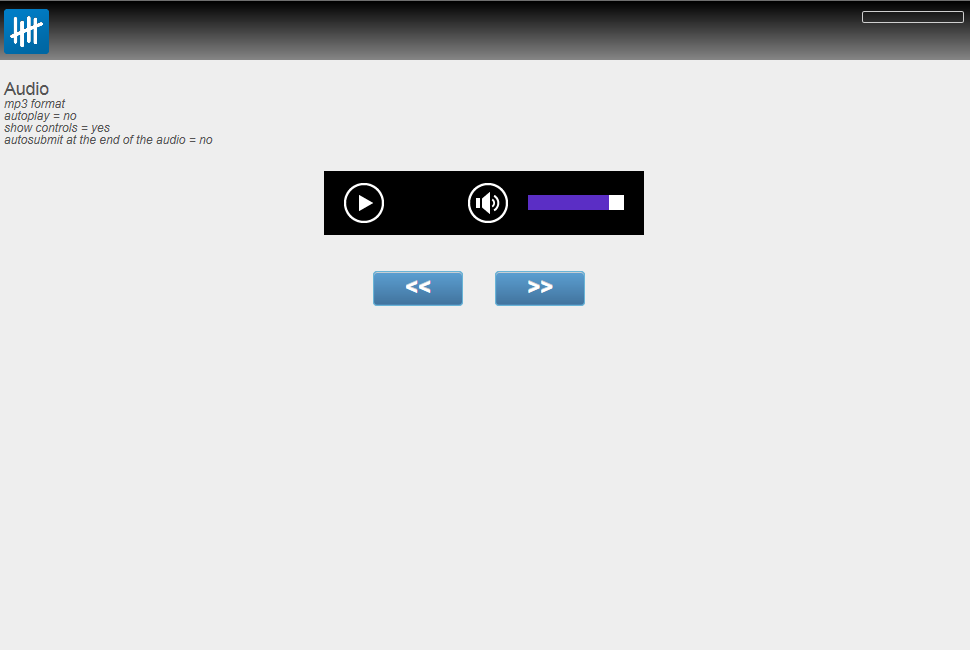 Audio
mp3 format
autoplay = no
show controls = yes
autosubmit at the end of the audio = no
<< >>